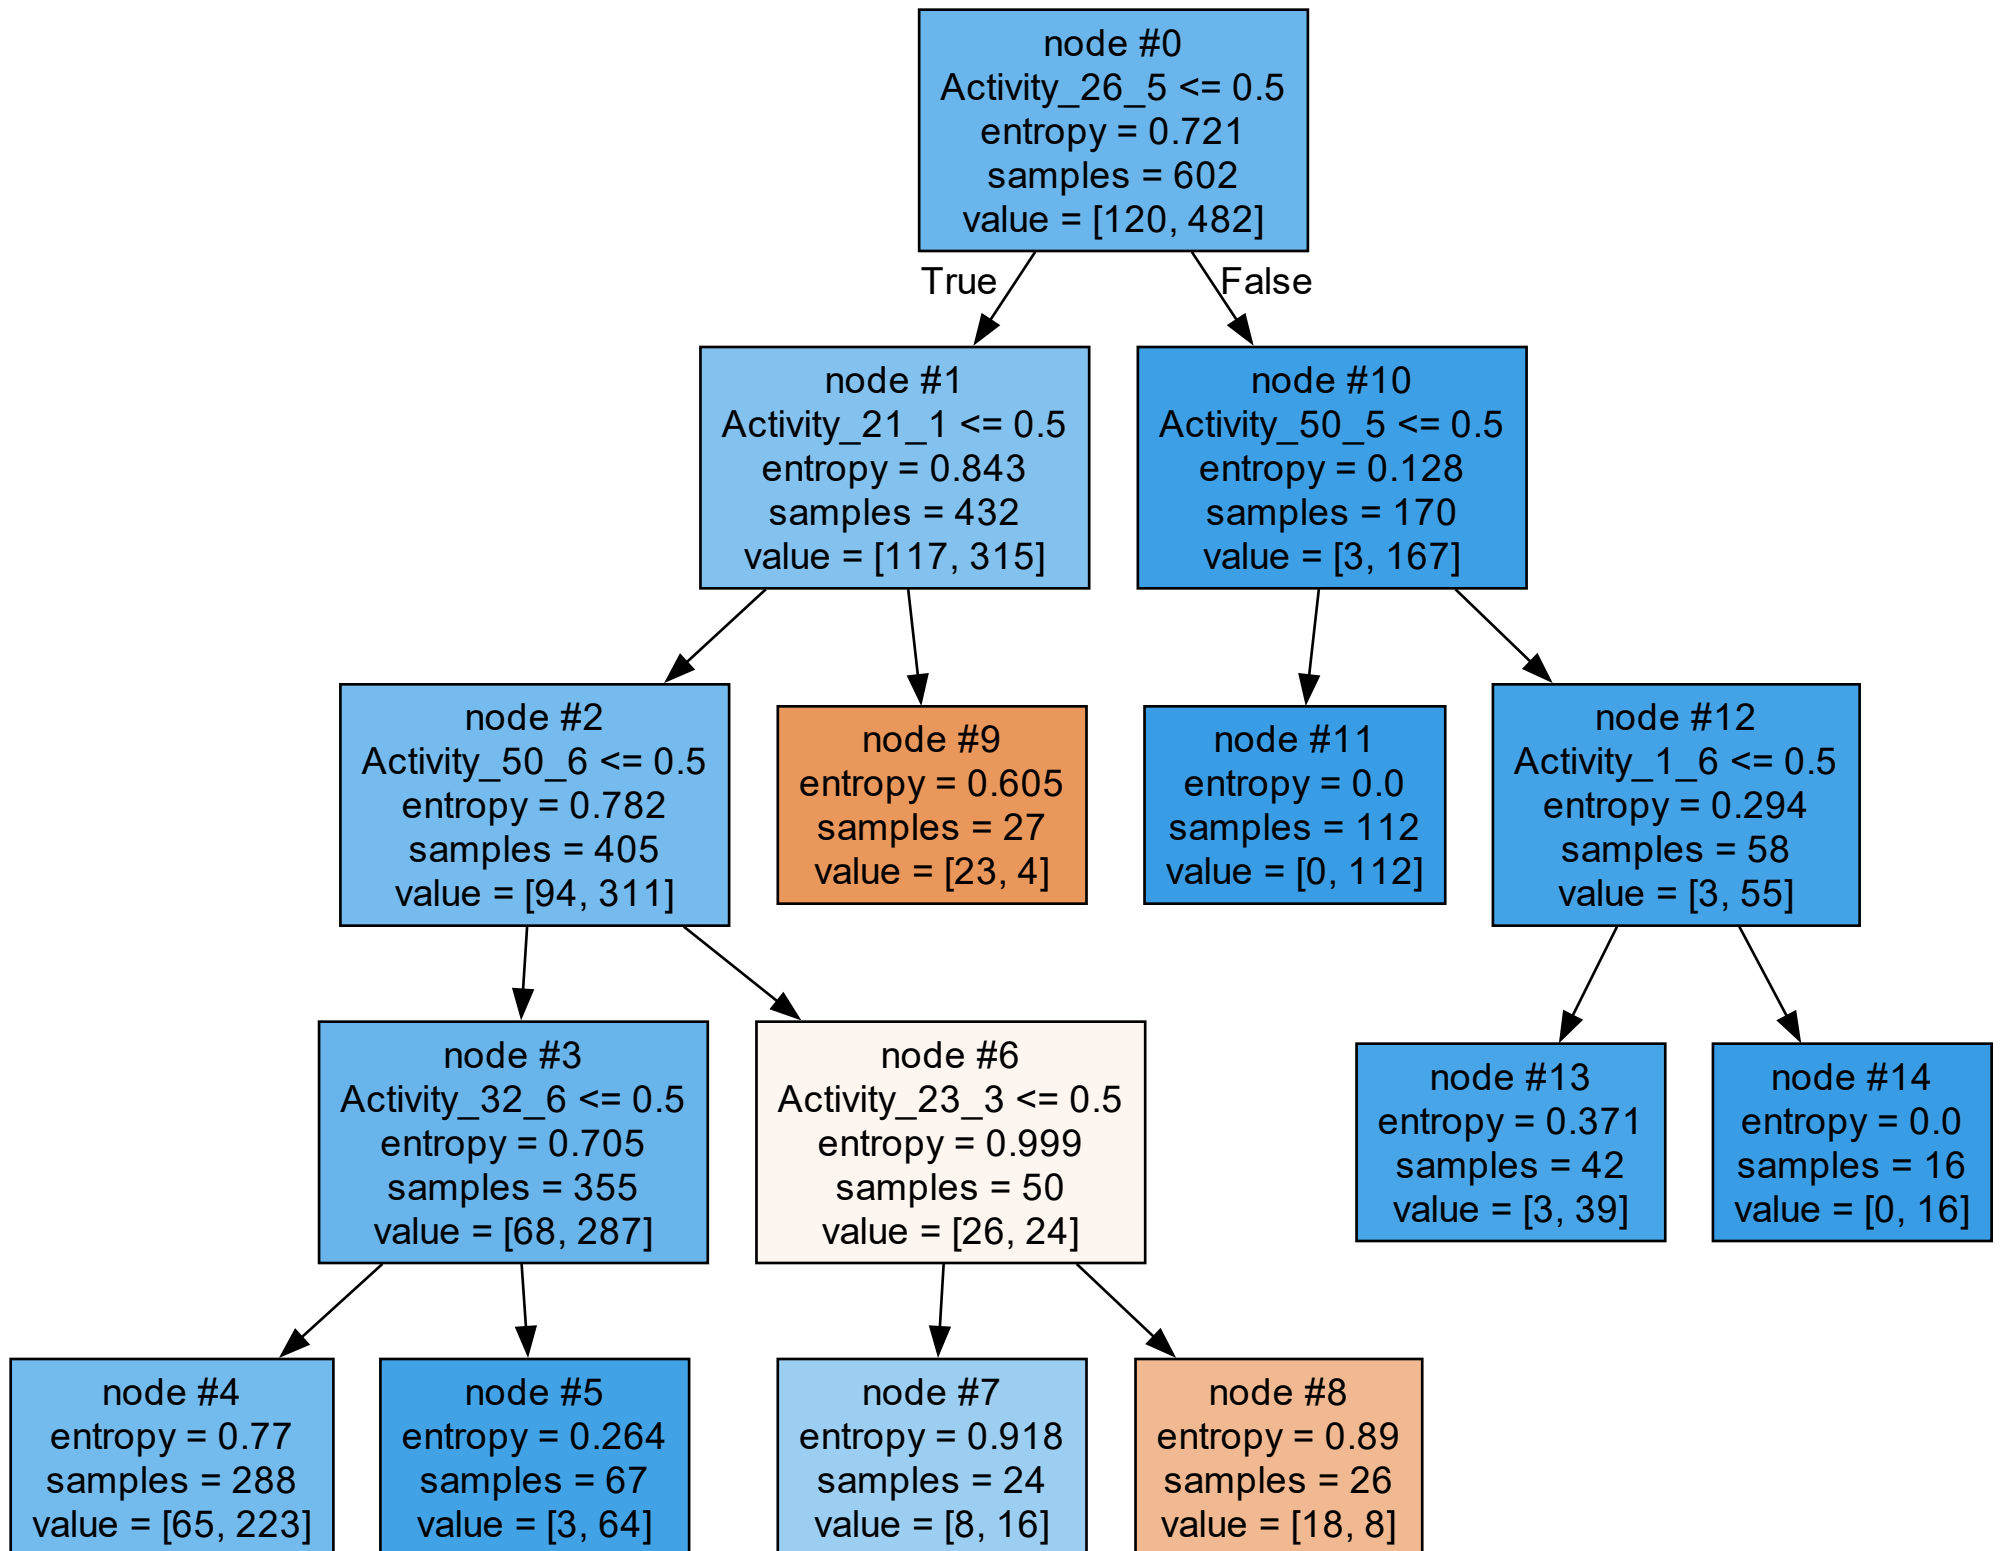 node #0
Activity_26_5 <= 0.5
entropy = 0.721
samples = 602
value = [120, 482]
True
False
node #1
Activity_21_1 <= 0.5
entropy = 0.843
samples = 432
value = [117, 315]
node #10
Activity_50_5 <= 0.5
entropy = 0.128
samples = 170
value = [3, 167]
node #2
Activity_50_6 <= 0.5
entropy = 0.782
samples = 405
value = [94, 311]
node #9
entropy = 0.605
samples = 27
value = [23, 4]
node #11
entropy = 0.0
samples = 112
value = [0, 112]
node #12
Activity_1_6 <= 0.5
entropy = 0.294
samples = 58
value = [3, 55]
node #3
Activity_32_6 <= 0.5
entropy = 0.705
samples = 355
value = [68, 287]
node #6
Activity_23_3 <= 0.5
entropy = 0.999
samples = 50
value = [26, 24]
node #13
entropy = 0.371
samples = 42
value = [3, 39]
node #14
entropy = 0.0
samples = 16
value = [0, 16]
node #4
entropy = 0.77
samples = 288
value = [65, 223]
node #5
entropy = 0.264
samples = 67
value = [3, 64]
node #7
entropy = 0.918
samples = 24
value = [8, 16]
node #8
entropy = 0.89
samples = 26
value = [18, 8]